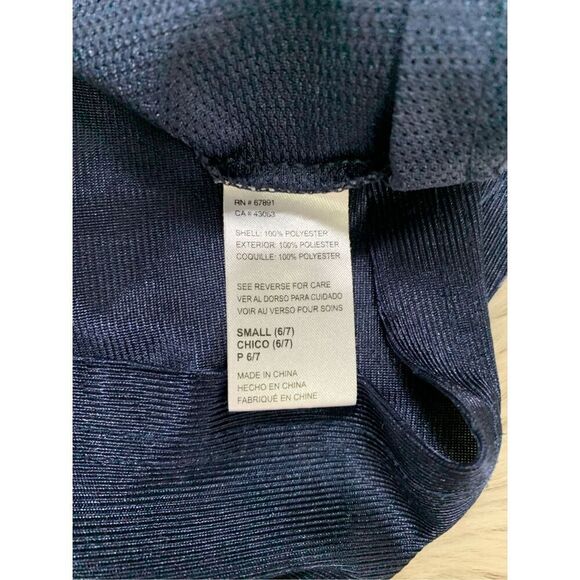 RN # 67891
CA # 43063
SHELL: 100% POLYESTER
EXTERIOR: 100% POLIESTER
COQUILLE: 100% POLYESTER
SEE REVERSE FOR CARE
VER AL DORSO PARA CUIDADO
VOIR AU VERSO POUR SOINS
SMALL (6/7)
CHICO (6/7)
P 6/7
MADE IN CHINA
HECHO EN CHINA
FABRIQUÉ EN CHINE